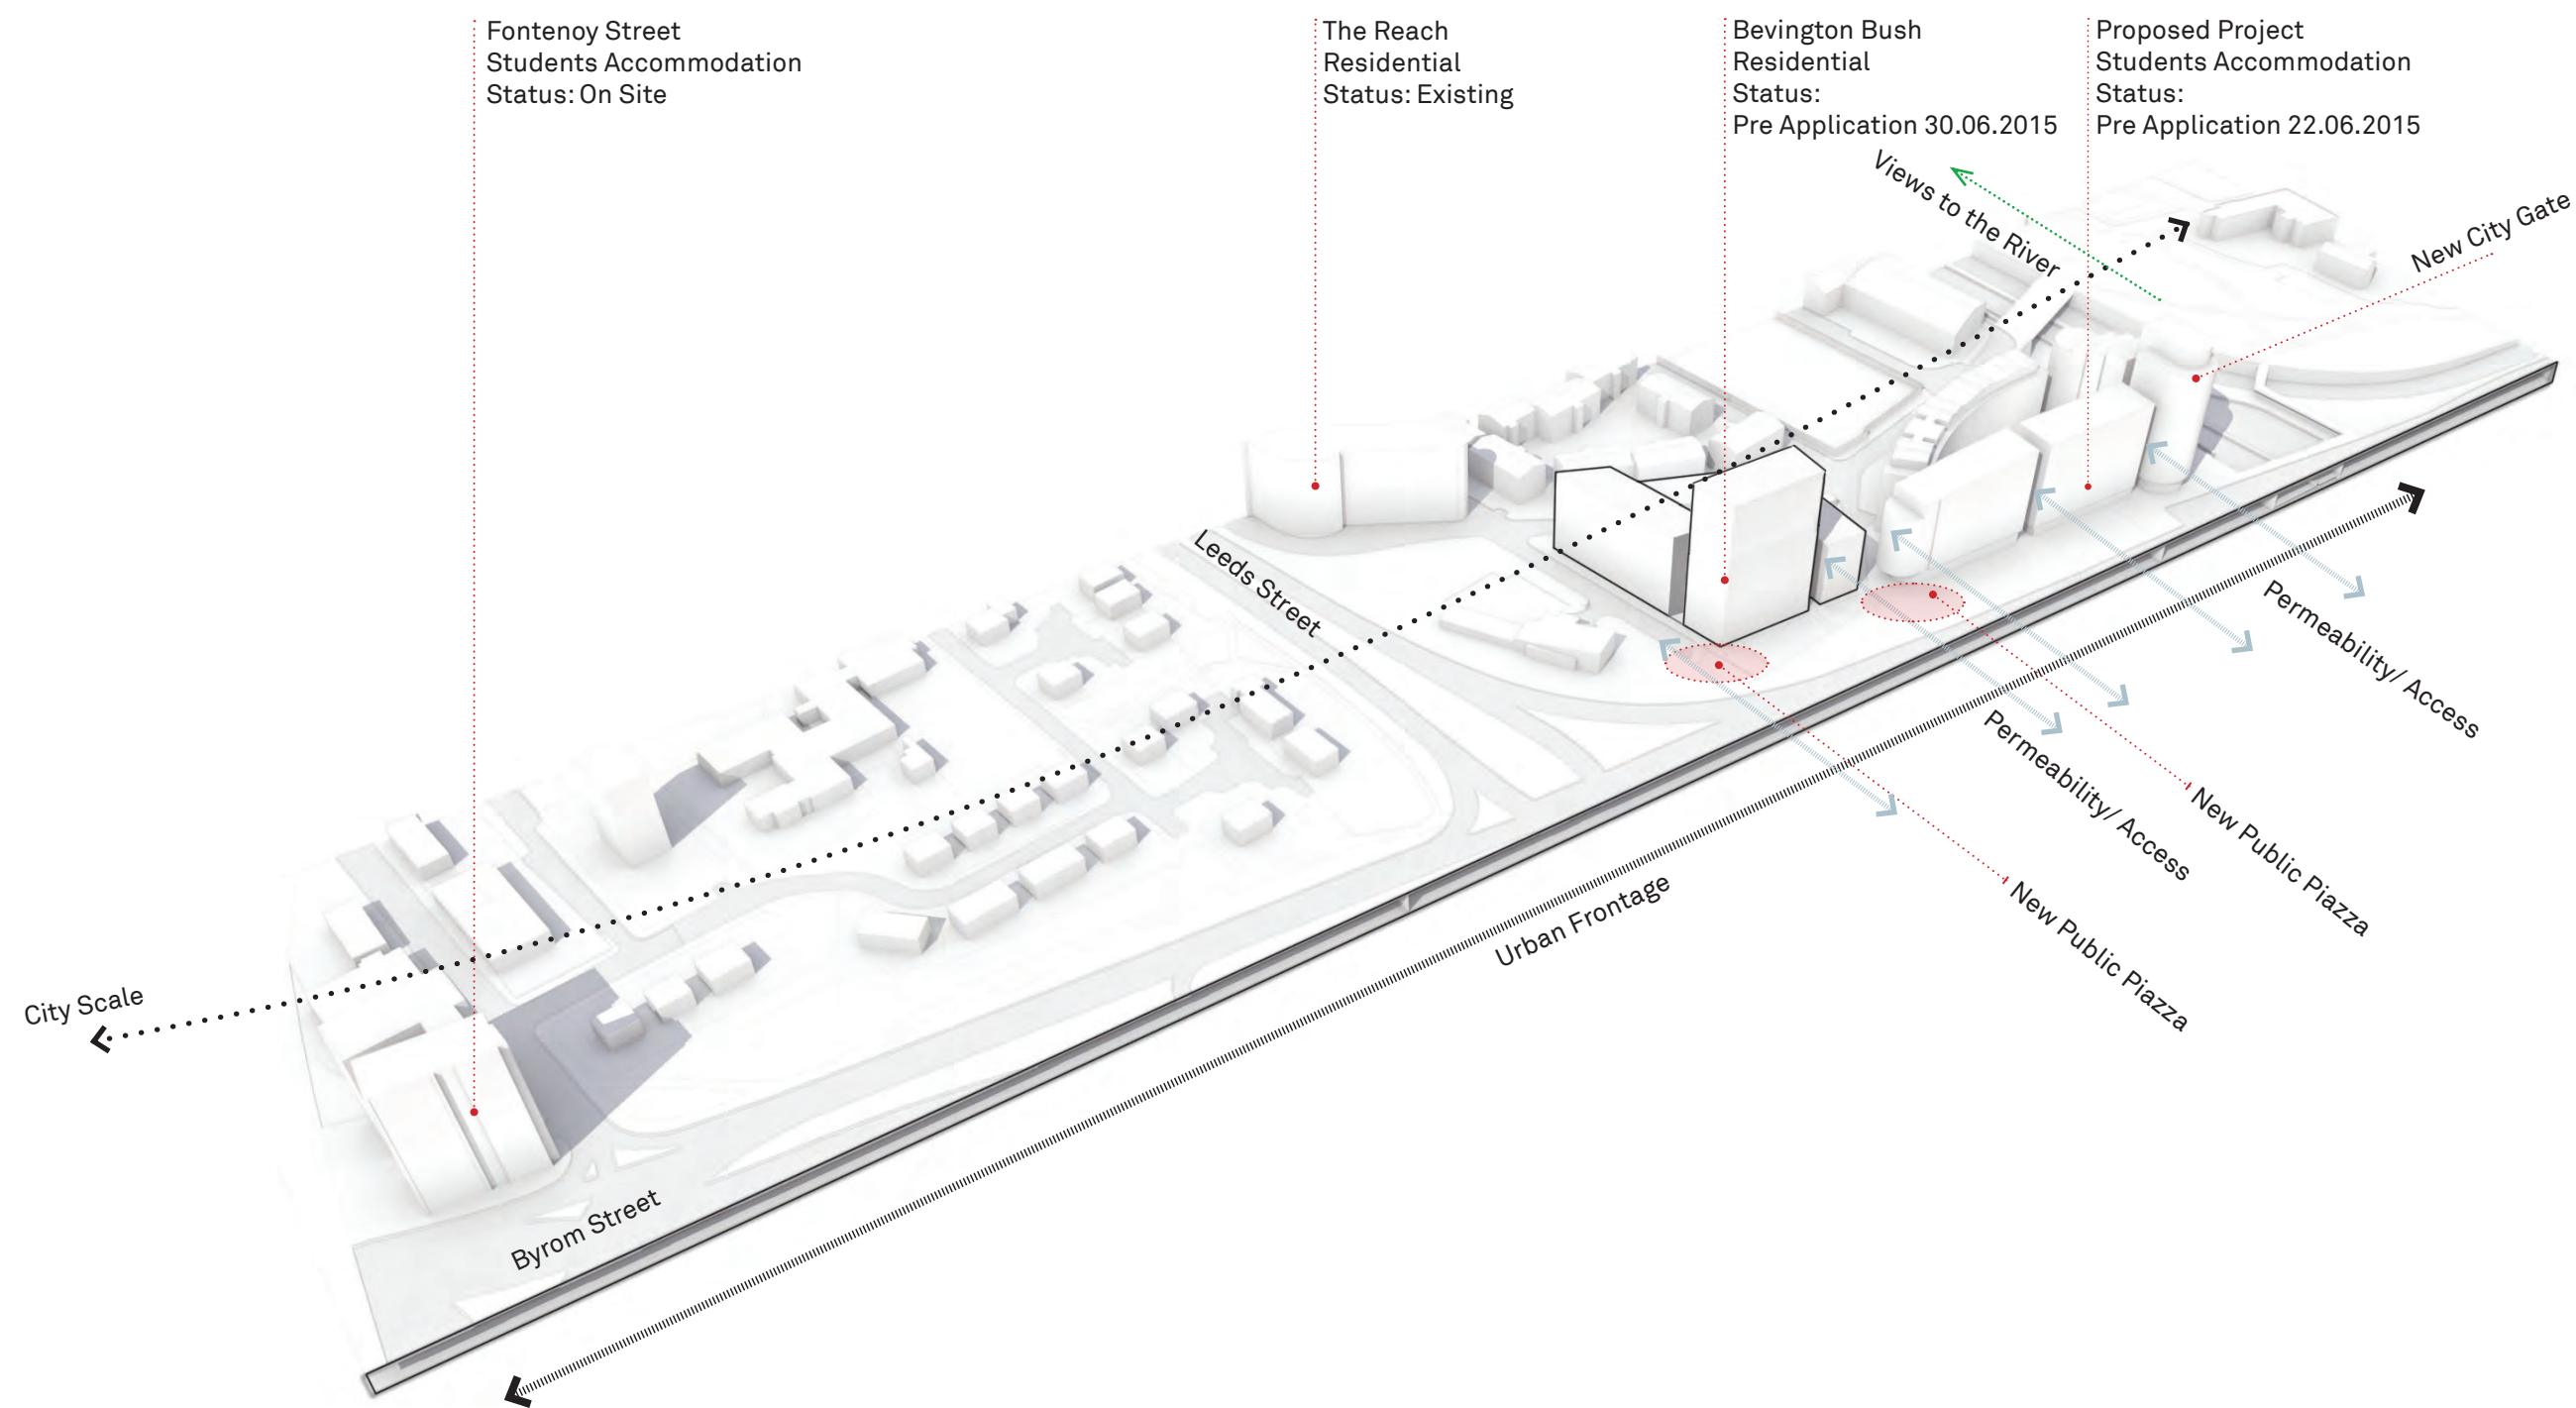 Fontenoy Street
Students Accommodation
Status: On Site
The Reach
Residential
Status: Existing
Bevington Bush
Residential
Status:
Pre Application 30.06.2015
Proposed Project
Students Accommodation
Status:
Pre Application 22.06.2015
Views to the River
New City Gate
Leeds Street
Permeability/ Access
Permeability/ Access
New Public Piazza
New Public Piazza
Urban Frontage
City Scale
Byrom Street